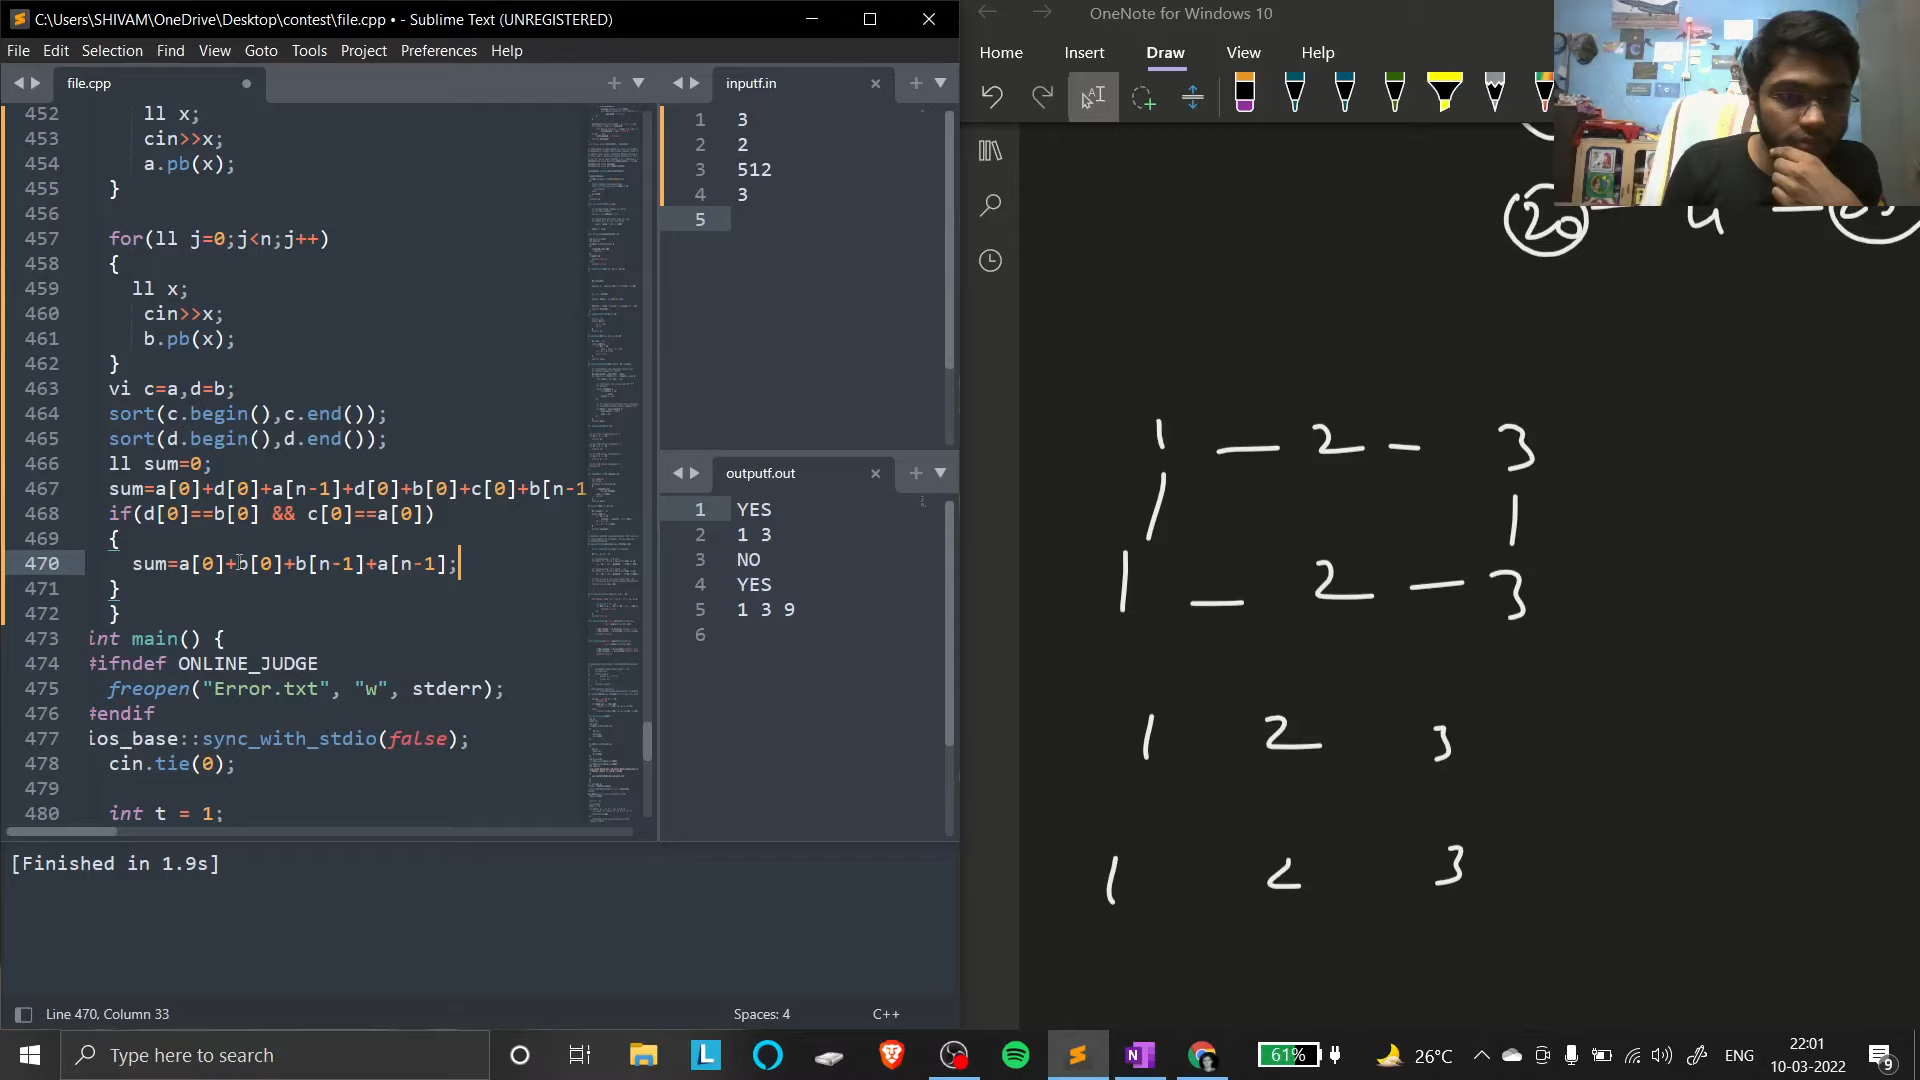 C:\Users\SHIVAM\OneDrive\Desktop\contest\file.cpp • - Sublime Text (UNREGISTERED)
File Edit Selection Find View Goto Tools Project Preferences Help
file.cpp
452 ll x;
453 cin>>x;
454 a.pb(x);
455 }
456
457 for(ll j=0;j<n;j++)
458 {
459 ll x;
460 cin>>x;
461 b.pb(x);
462 }
463 vi c=a,d=b;
464 sort(c.begin(),c.end());
465 sort(d.begin(),d.end());
466 ll sum=0;
467 sum=a[0]+d[0]+a[n-1]+d[0]+b[0]+c[0]+b[n-1
468 if(d[0]==b[0] && c[0]==a[0])
469 {
470 sum=a[0]+b[0]+b[n-1]+a[n-1];
471 }
472 }
473 int main() {
474 #ifndef ONLINE_JUDGE
475 freopen("Error.txt", "w", stderr);
476 #endif
477 ios_base::sync_with_stdio(false);
478 cin.tie(0);
479
480 int t = 1;
inputf.in
1 3
2 2
3 512
4 3
5
outputf.out
1 YES
2 1 3
3 NO
4 YES
5 1 3 9
6
[Finished in 1.9s]
Line 470, Column 33 Spaces: 4 C++
OneNote for Windows 10
Home Insert Draw View Help
20 - 4 -
1 - 2 - 3
1 - 2 - 3
1 2 3
1 2 3
Type here to search
61% 26°C ENG
22:01
10-03-2022
9